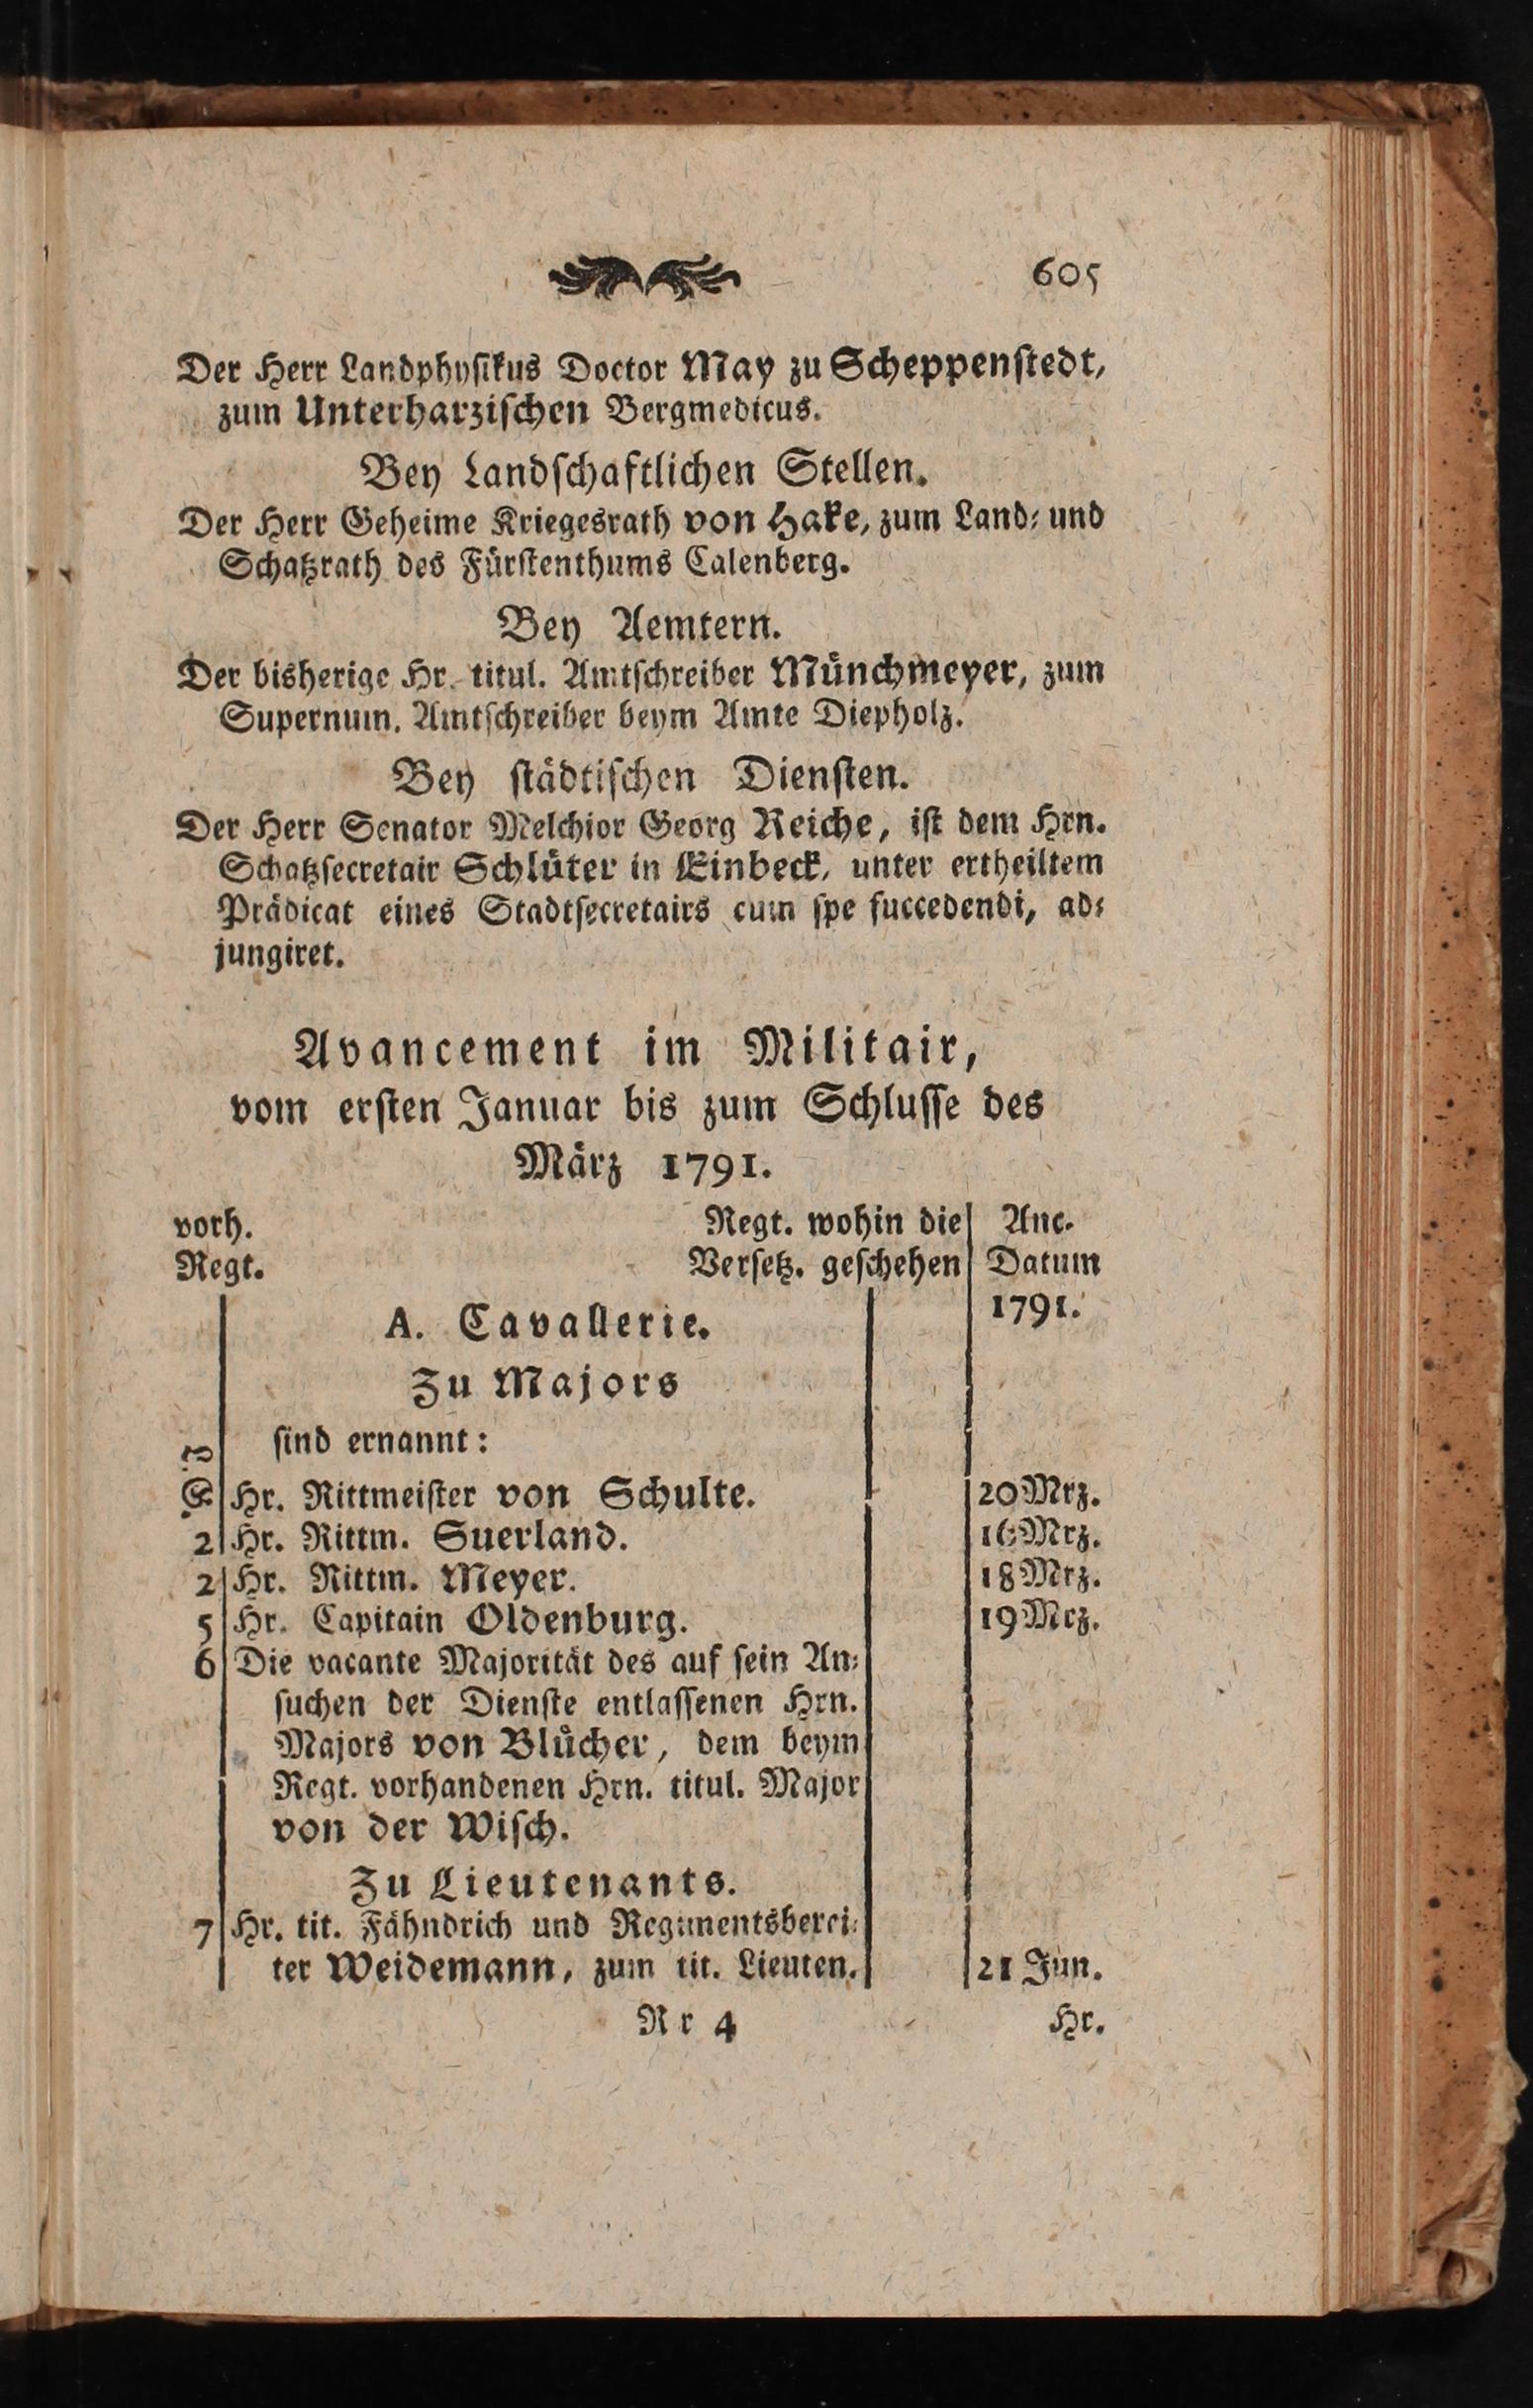 605
Der Herr Landphysikus Doctor May zu Scheppenstedt,
zum Unterharzischen Bergmedicus.
Bey Landschaftlichen Stellen.
Der Herr Geheime Kriegesrath von Hake, zum Land- und
Schatzrath des Fürstenthums Calenberg.
Bey Aemtern.
Der bisherige Hr. titul. Amtschreiber Münchmeyer, zum
Supernum. Amtschreiber beym Amte Diepholz.
Bey städtischen Diensten.
Der Herr Senator Melchior Georg Reiche, ist dem Hrn.
Schatzsecretair Schlüter in Einbeck, unter ertheiltem
Prädicat eines Stadtsecretairs cum spe succedendi, ad-
jungiret.
Avancement im Militair,
vom ersten Januar bis zum Schlusse des
März 1791.
vorh. Regt. wohin die Anc.
Regt. Versetz. geschehen Datum
1791.
A. Cavallerie.
Zu Majors
sind ernannt:
Hr. Rittmeister von Schulte. 20 Mrz.
2 Hr. Rittm. Suerland. 16 Mrz.
2 Hr. Rittm. Meyer. 18 Mrz.
5 Hr. Capitain Oldenburg. 19 Mrz.
6 Die vacante Majorität des auf sein An-
suchen der Dienste entlassenen Hrn.
Majors von Blücher, dem beym
Regt. vorhandenen Hrn. titul. Major
von der Wisch.
Zu Lieutenants.
7 Hr. tit. Fähndrich und Regimentsberei-
ter Weidemann, zum tit. Lieuten. 21 Jun.
Rr 4 Hr.